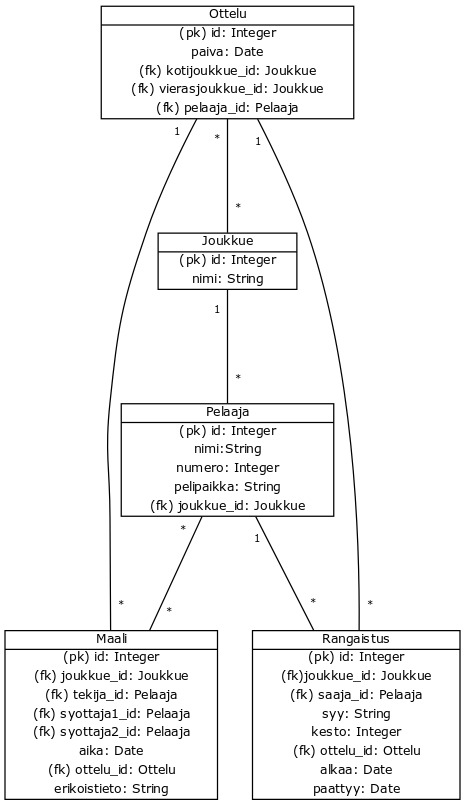 Ottelu
(pk) id: Integer
paiva: Date
(fk) kotijoukkue_id: Joukkue
(fk) vierasjoukkue_id: Joukkue
(fk) pelaaja_id: Pelaaja
1
*
1
*
Joukkue
(pk) id: Integer
nimi: String
1
*
Pelaaja
(pk) id: Integer
nimi:String
numero: Integer
pelipaikka: String
(fk) joukkue_id: Joukkue
*
1
*
*
*
*
Maali
(pk) id: Integer
(fk) joukkue_id: Joukkue
(fk) tekija_id: Pelaaja
(fk) syottaja1_id: Pelaaja
(fk) syottaja2_id: Pelaaja
aika: Date
(fk) ottelu_id: Ottelu
erikoistieto: String
Rangaistus
(pk) id: Integer
(fk)joukkue_id: Joukkue
(fk) saaja_id: Pelaaja
syy: String
kesto: Integer
(fk) ottelu_id: Ottelu
alkaa: Date
paattyy: Date